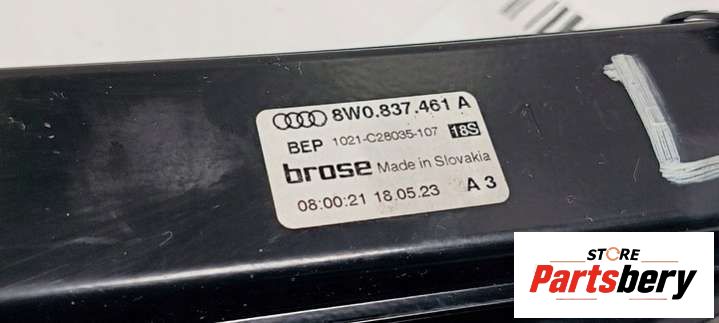 8W0.837.461 A
BEP 1021-C28035-107 18S
brose Made in Slovakia
08:00:21 18.05.23 A 3
L
STORE
Partsbery